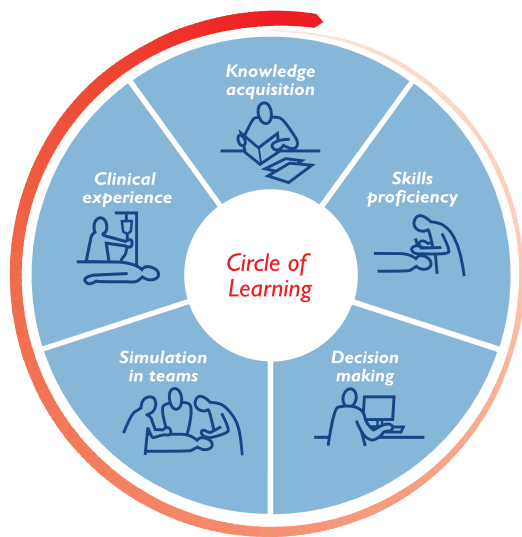 Knowledge
acquisition
Skills
proficiency
Decision
making
Simulation
in teams
Clinical
experience
Circle of
Learning